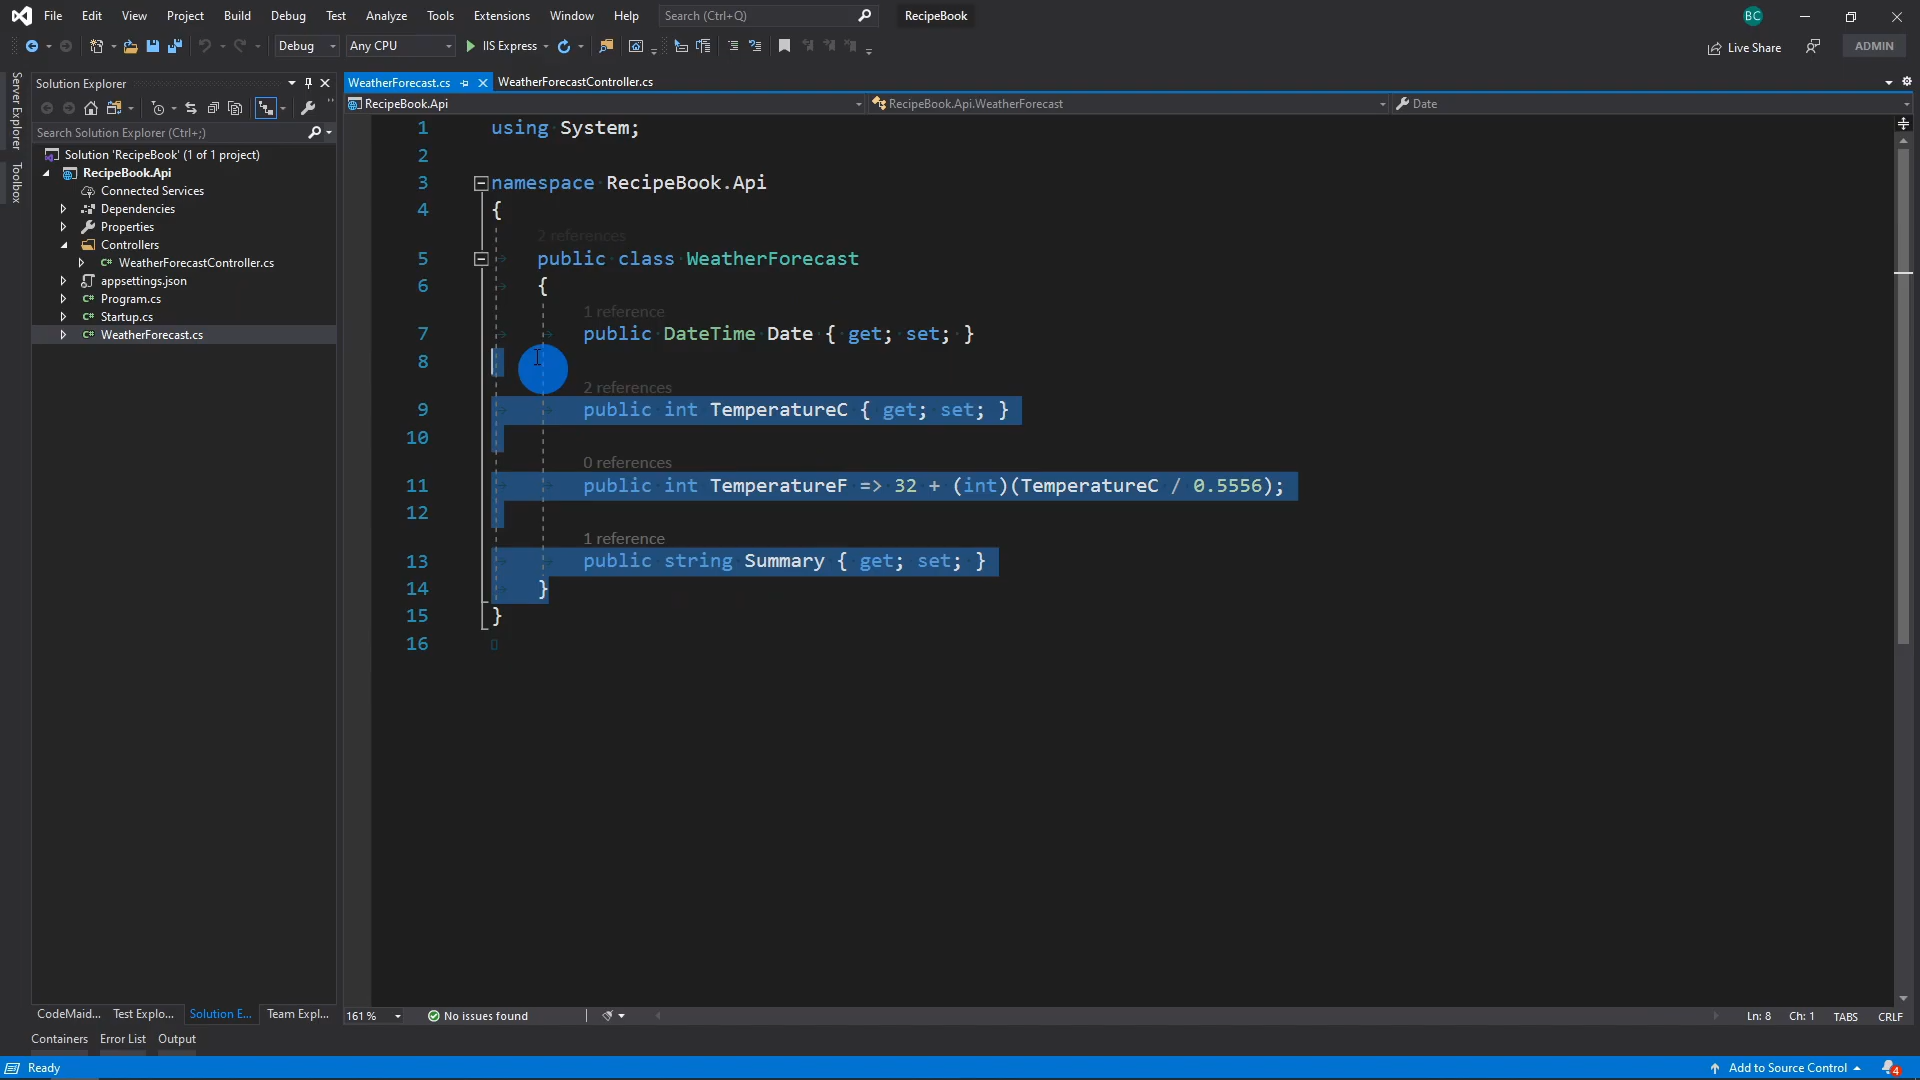 File Edit View Project Build Debug Test Analyze Tools Extensions Window Help Search (Ctrl+Q) RecipeBook BC
Debug Any CPU IIS Express Live Share ADMIN
Server Explorer
Toolbox
Solution Explorer
Search Solution Explorer (Ctrl+;)
Solution 'RecipeBook' (1 of 1 project)
RecipeBook.Api
Connected Services
Dependencies
Properties
Controllers
C# WeatherForecastController.cs
appsettings.json
C# Program.cs
C# Startup.cs
C# WeatherForecast.cs
WeatherForecast.cs WeatherForecastController.cs
RecipeBook.Api RecipeBook.Api.WeatherForecast Date
1 using System;
2
3 namespace RecipeBook.Api
4 {
2 references
5 public class WeatherForecast
6 {
1 reference
7 public DateTime Date { get; set; }
8
2 references
9 public int TemperatureC { get; set; }
10
0 references
11 public int TemperatureF => 32 + (int)(TemperatureC / 0.5556);
12
1 reference
13 public string Summary { get; set; }
14 }
15 }
16
CodeMaid... Test Explo... Solution E... Team Expl...
161 % No issues found Ln: 8 Ch: 1 TABS CRLF
Containers Error List Output
Ready Add to Source Control 4